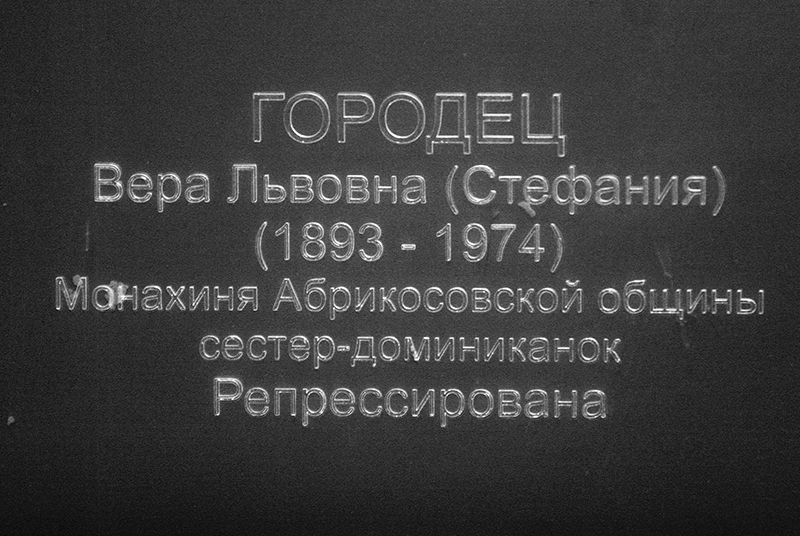 ГОРОДЕЦ
Вера Львовна (Стефания)
(1893 - 1974)
Монахиня Абрикосовской общины
сестер-доминиканок
Репрессирована